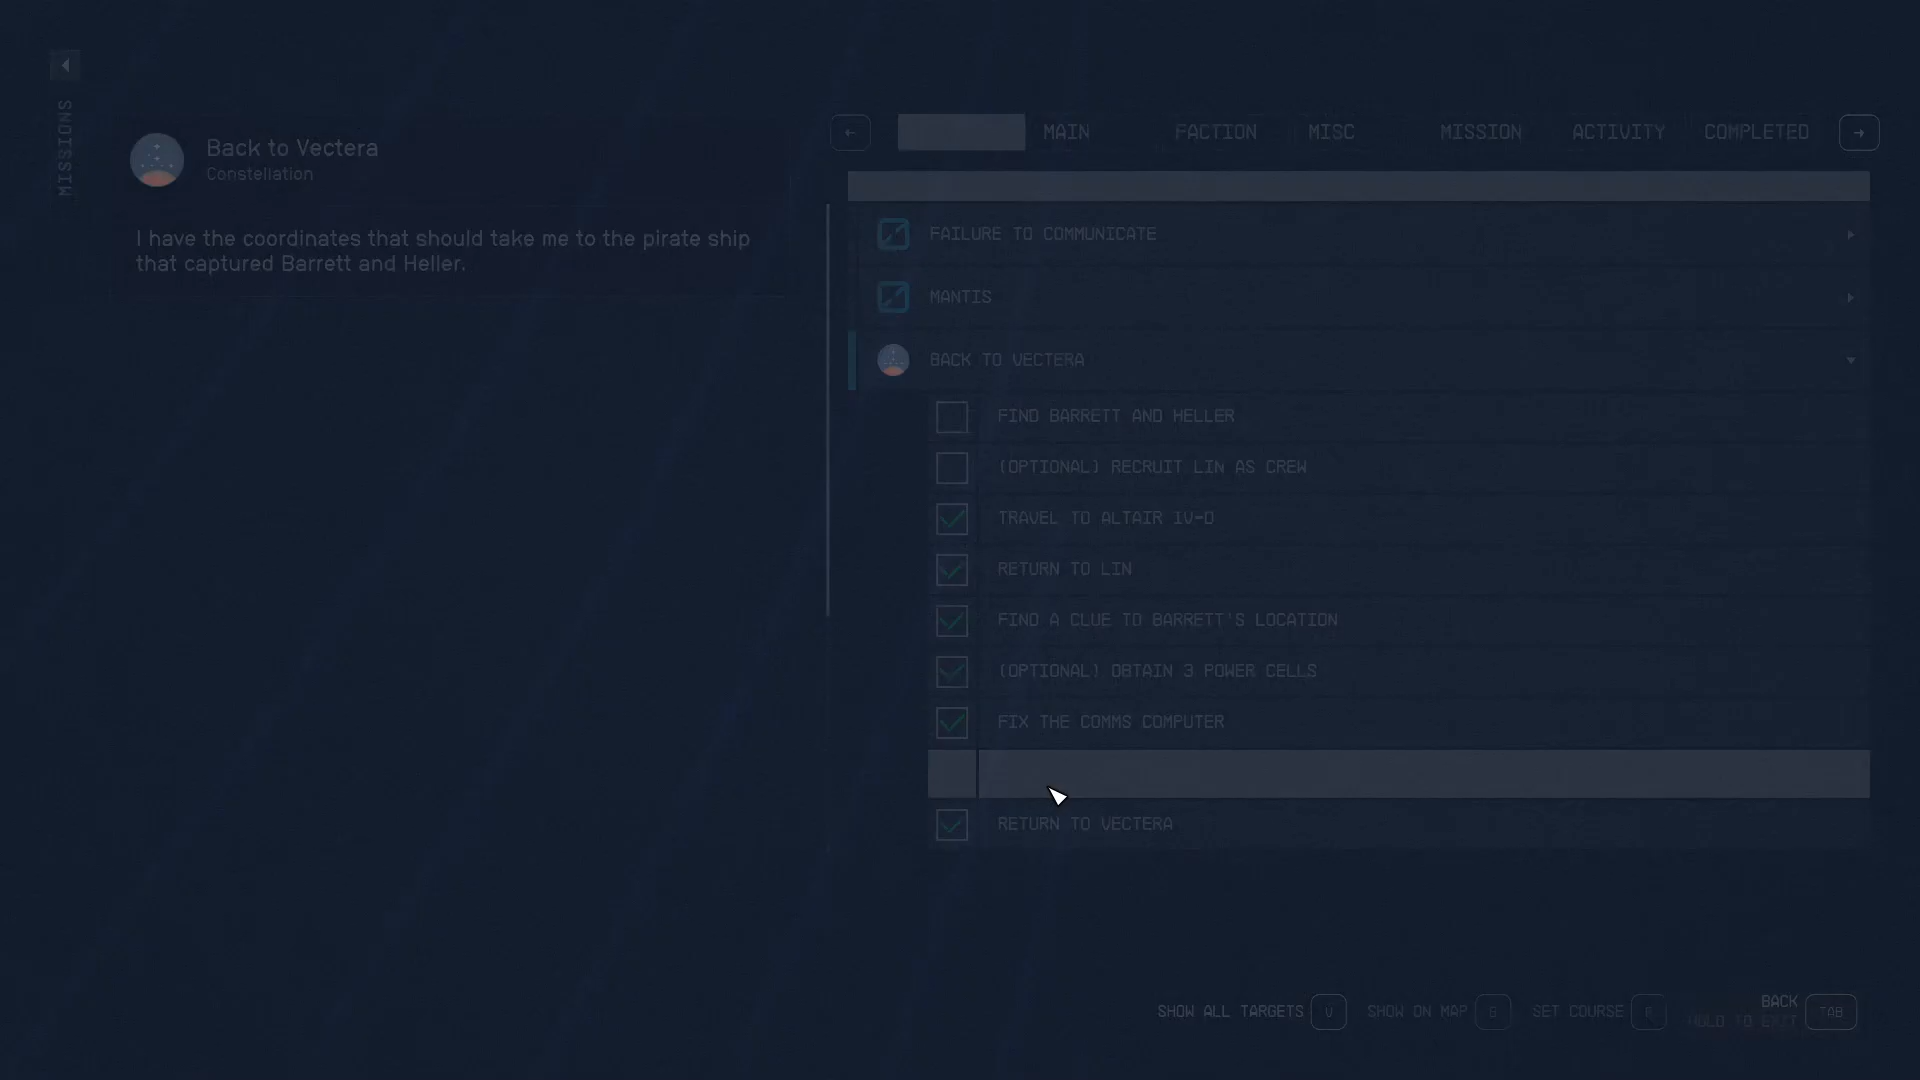 MISSIONS
Back to Vectera
Constellation
I have the coordinates that should take me to the pirate ship
that captured Barrett and Heller.
MAIN
FACTION
MISC
MISSION
ACTIVITY
COMPLETED
FAILURE TO COMMUNICATE
MANTIS
BACK TO VECTERA
FIND BARRETT AND HELLER
(OPTIONAL) RECRUIT LIN AS CREW
TRAVEL TO ALTAIR IV-D
RETURN TO LIN
FIND A CLUE TO BARRETT'S LOCATION
(OPTIONAL) OBTAIN 3 POWER CELLS
FIX THE COMMS COMPUTER
RETURN TO VECTERA
SHOW ALL TARGETS V
SHOW ON MAP
SET COURSE R
BACK
HOLD TO EXIT
TAB